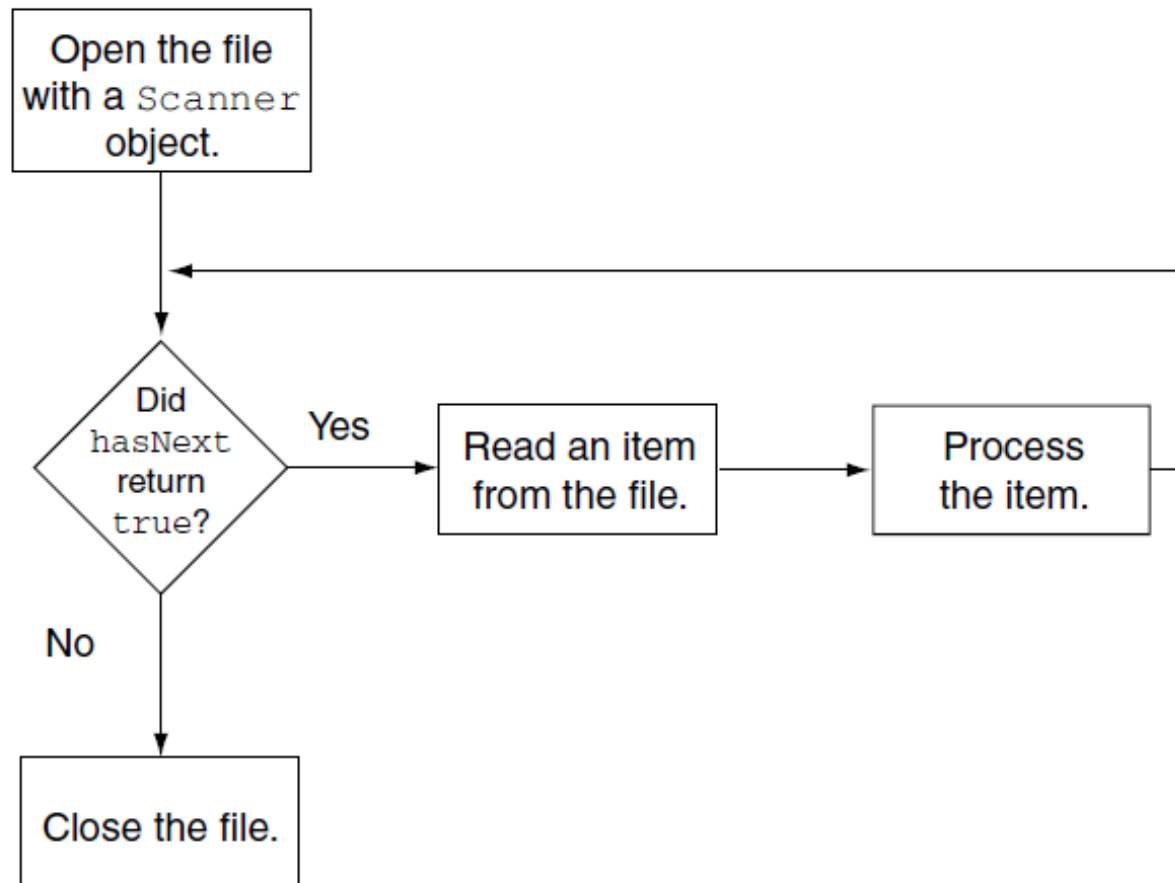 Open the file
with a Scanner
object.
Did
hasNext
return
true?
Yes
Read an item
from the file.
Process
the item.
No
Close the file.